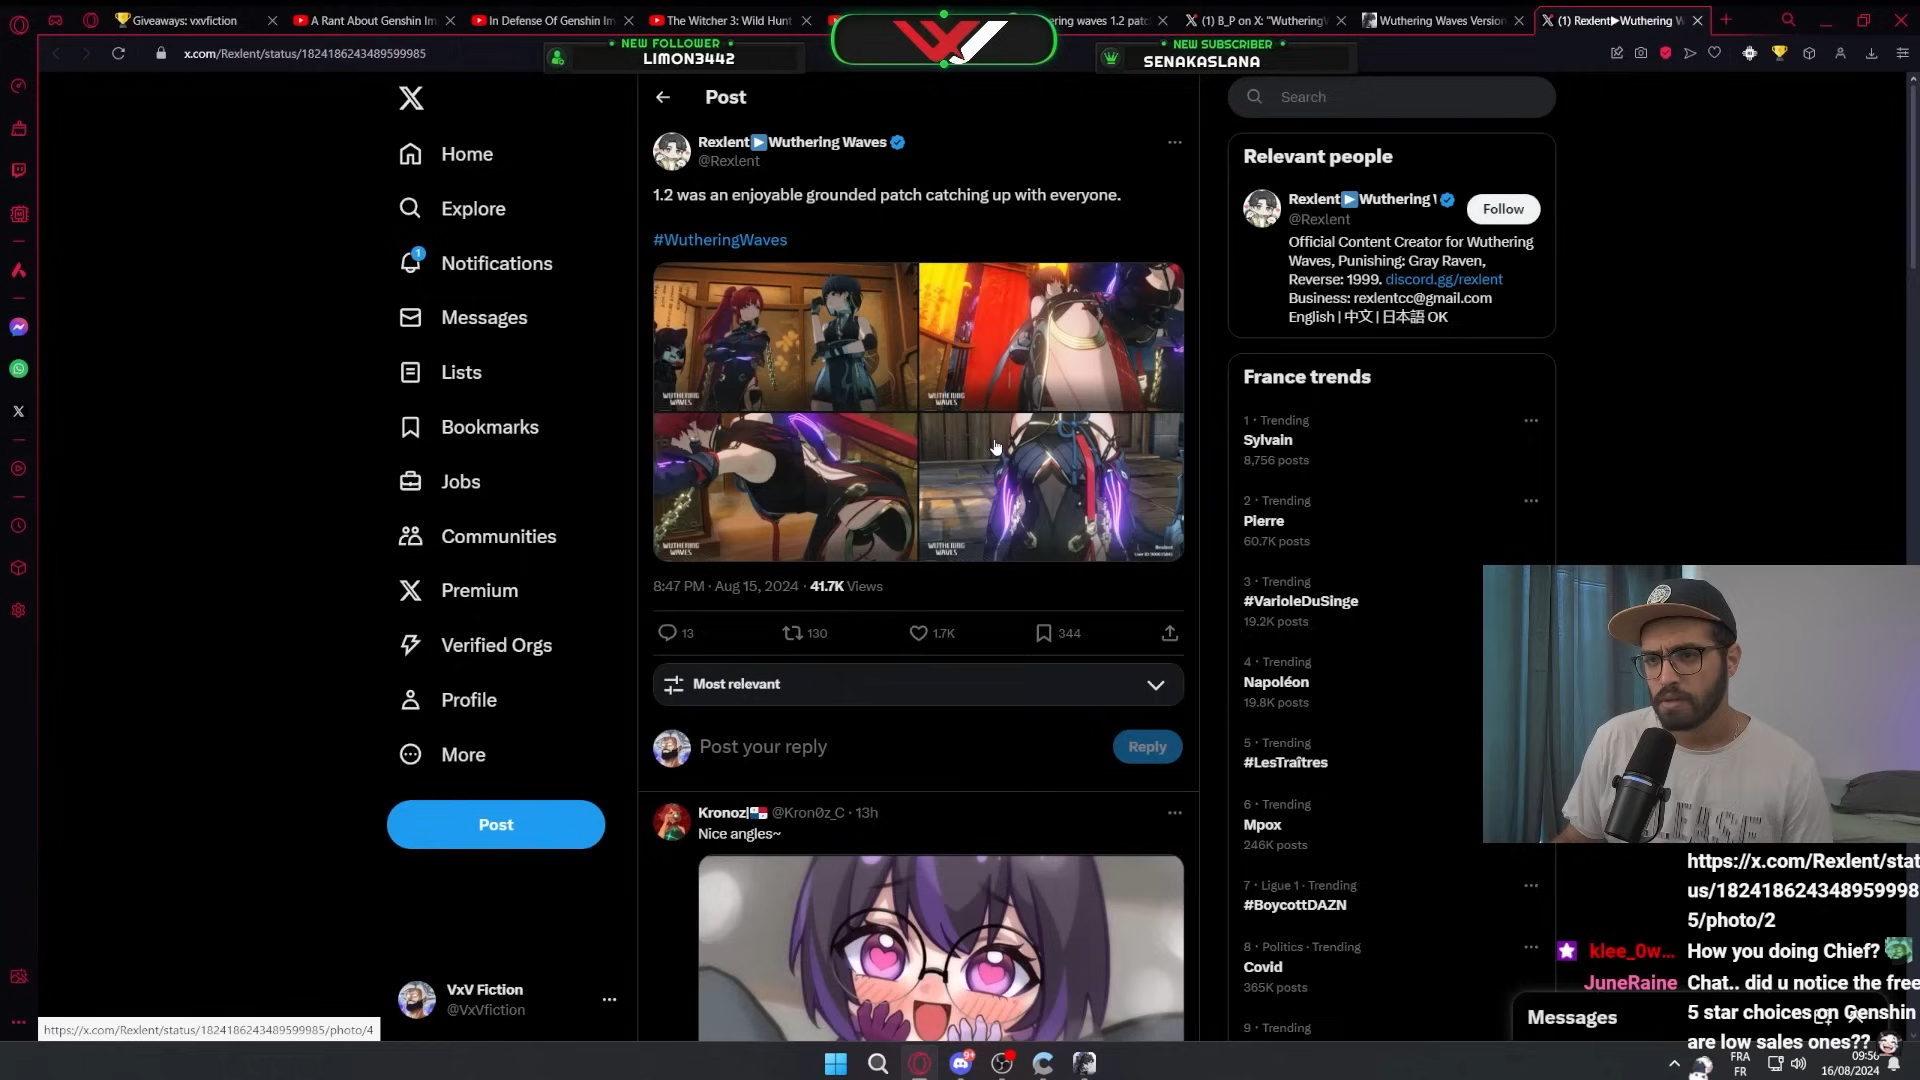 Giveaways: vxvfiction
A Rant About Genshin Im
In Defense Of Genshin Im
The Witcher 3: Wild Hunt
ering waves 1.2 patc
(1) B_P on X: "Wuthering
Wuthering Waves Version
(1) Rexlent▶Wuthering W
x.com/Rexlent/status/1824186243489599985
NEW FOLLOWER
LIMON3442
NEW SUBSCRIBER
SENAKASLANA
Home
Explore
1
Notifications
Messages
Lists
Bookmarks
Jobs
Communities
Premium
Verified Orgs
Profile
More
Post
VxV Fiction
@VxVfiction
https://x.com/Rexlent/status/1824186243489599985/photo/4
Post
Rexlent▶Wuthering Waves
@Rexlent
1.2 was an enjoyable grounded patch catching up with everyone.
#WutheringWaves
WUTHERING WAVES
WUTHERING WAVES
WUTHERING WAVES
WUTHERING WAVES
8:47 PM · Aug 15, 2024 · 41.7K Views
13
130
1.7K
344
Most relevant
Post your reply
Reply
Kronoz| @Kron0z_C · 13h
Nice angles~
Search
Relevant people
Rexlent▶Wuthering
@Rexlent
Follow
Official Content Creator for Wuthering
Waves, Punishing: Gray Raven,
Reverse: 1999. discord.gg/rexlent
Business: rexlentcc@gmail.com
English | 中文 | 日本語 OK
France trends
1 · Trending
Sylvain
8,756 posts
2 · Trending
Pierre
60.7K posts
3 · Trending
#VarioleDuSinge
19.2K posts
4 · Trending
Napoléon
19.8K posts
5 · Trending
#LesTraîtres
6 · Trending
Mpox
246K posts
7 · Ligue 1 · Trending
#BoycottDAZN
8 · Politics · Trending
Covid
365K posts
9 · Trending
https://x.com/Rexlent/stat
us/182418624348959998
5/photo/2
klee_0w... How you doing Chief?
JuneRaine Chat.. did u notice the free
5 star choices on Genshin
are low sales ones??
Messages
9+
FRA
FR
09:56
16/08/2024